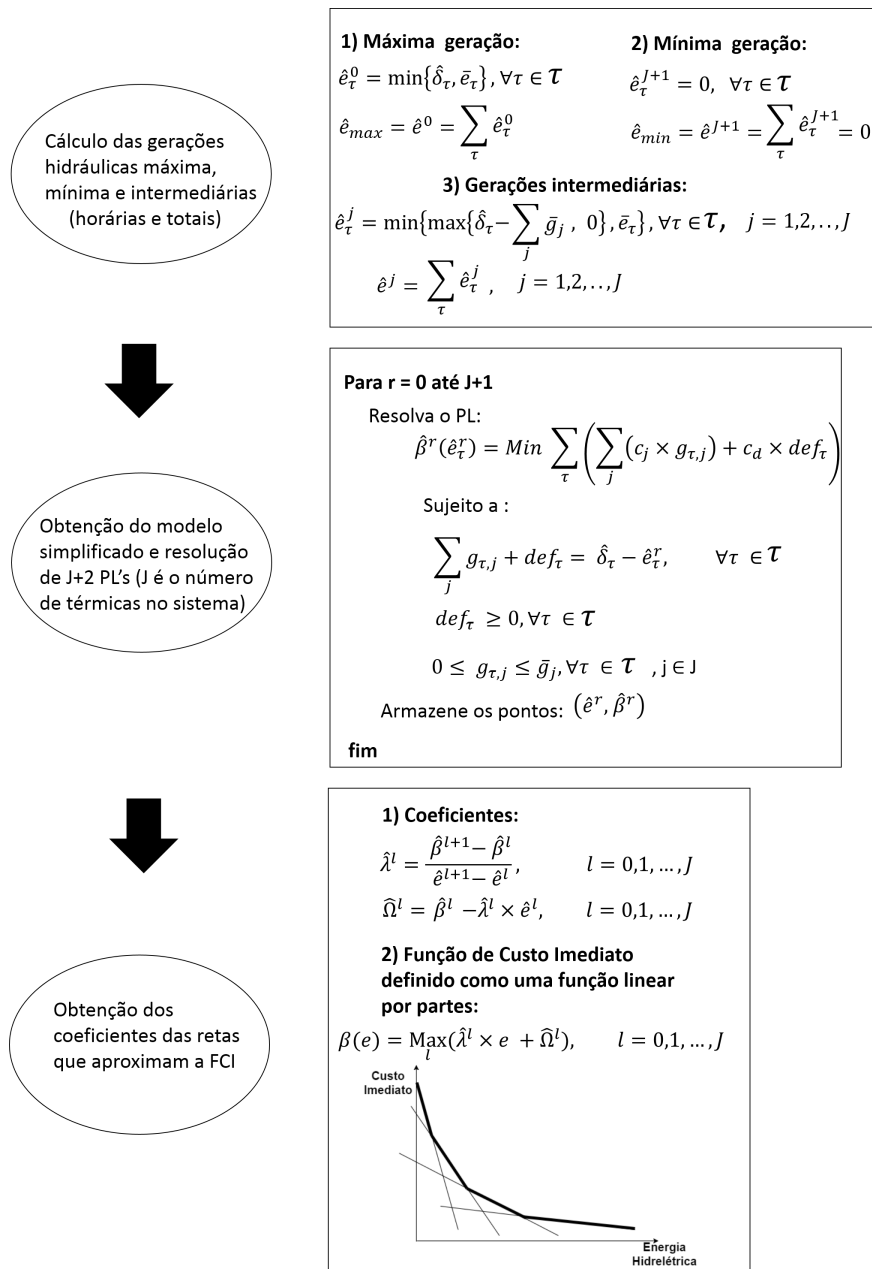 Cálculo das gerações
hidráulicas máxima,
mínima e intermediárias
(horárias e totais)
1) Máxima geração:
ê_τ^0 = min{δ̂_τ, ē_τ}, ∀τ ∈ 𝝉
ê_max = ê^0 = ∑_τ ê_τ^0
2) Mínima geração:
ê_τ^{J+1} = 0, ∀τ ∈ 𝝉
ê_min = ê^{J+1} = ∑_τ ê_τ^{J+1} = 0
3) Gerações intermediárias:
ê_τ^j = min{max{δ̂_τ − ∑_j ḡ_j , 0}, ē_τ}, ∀τ ∈ 𝝉, j = 1,2,..,J
ê^j = ∑_τ ê_τ^j , j = 1,2,..,J
Obtenção do modelo
simplificado e resolução
de J+2 PL's (J é o número
de térmicas no sistema)
Para r = 0 até J+1
Resolva o PL:
β̂^r(ê_τ^r) = Min ∑_τ (∑_j (c_j × g_{τ,j}) + c_d × def_τ)
Sujeito a :
∑_j g_{τ,j} + def_τ = δ̂_τ − ê_τ^r, ∀τ ∈ 𝝉
def_τ ≥ 0, ∀τ ∈ 𝝉
0 ≤ g_{τ,j} ≤ ḡ_j, ∀τ ∈ 𝝉 , j ∈ J
Armazene os pontos: (ê^r, β̂^r)
fim
Obtenção dos
coeficientes das retas
que aproximam a FCI
1) Coeficientes:
λ̂^l = (β̂^{l+1} − β̂^l)/(ê^{l+1} − ê^l), l = 0,1, …, J
Ω̂^l = β̂^l − λ̂^l × ê^l, l = 0,1, …, J
2) Função de Custo Imediato
definido como uma função linear
por partes:
β(e) = Max_l(λ̂^l × e + Ω̂^l), l = 0,1, …, J
Custo
Imediato
Energia
Hidrelétrica